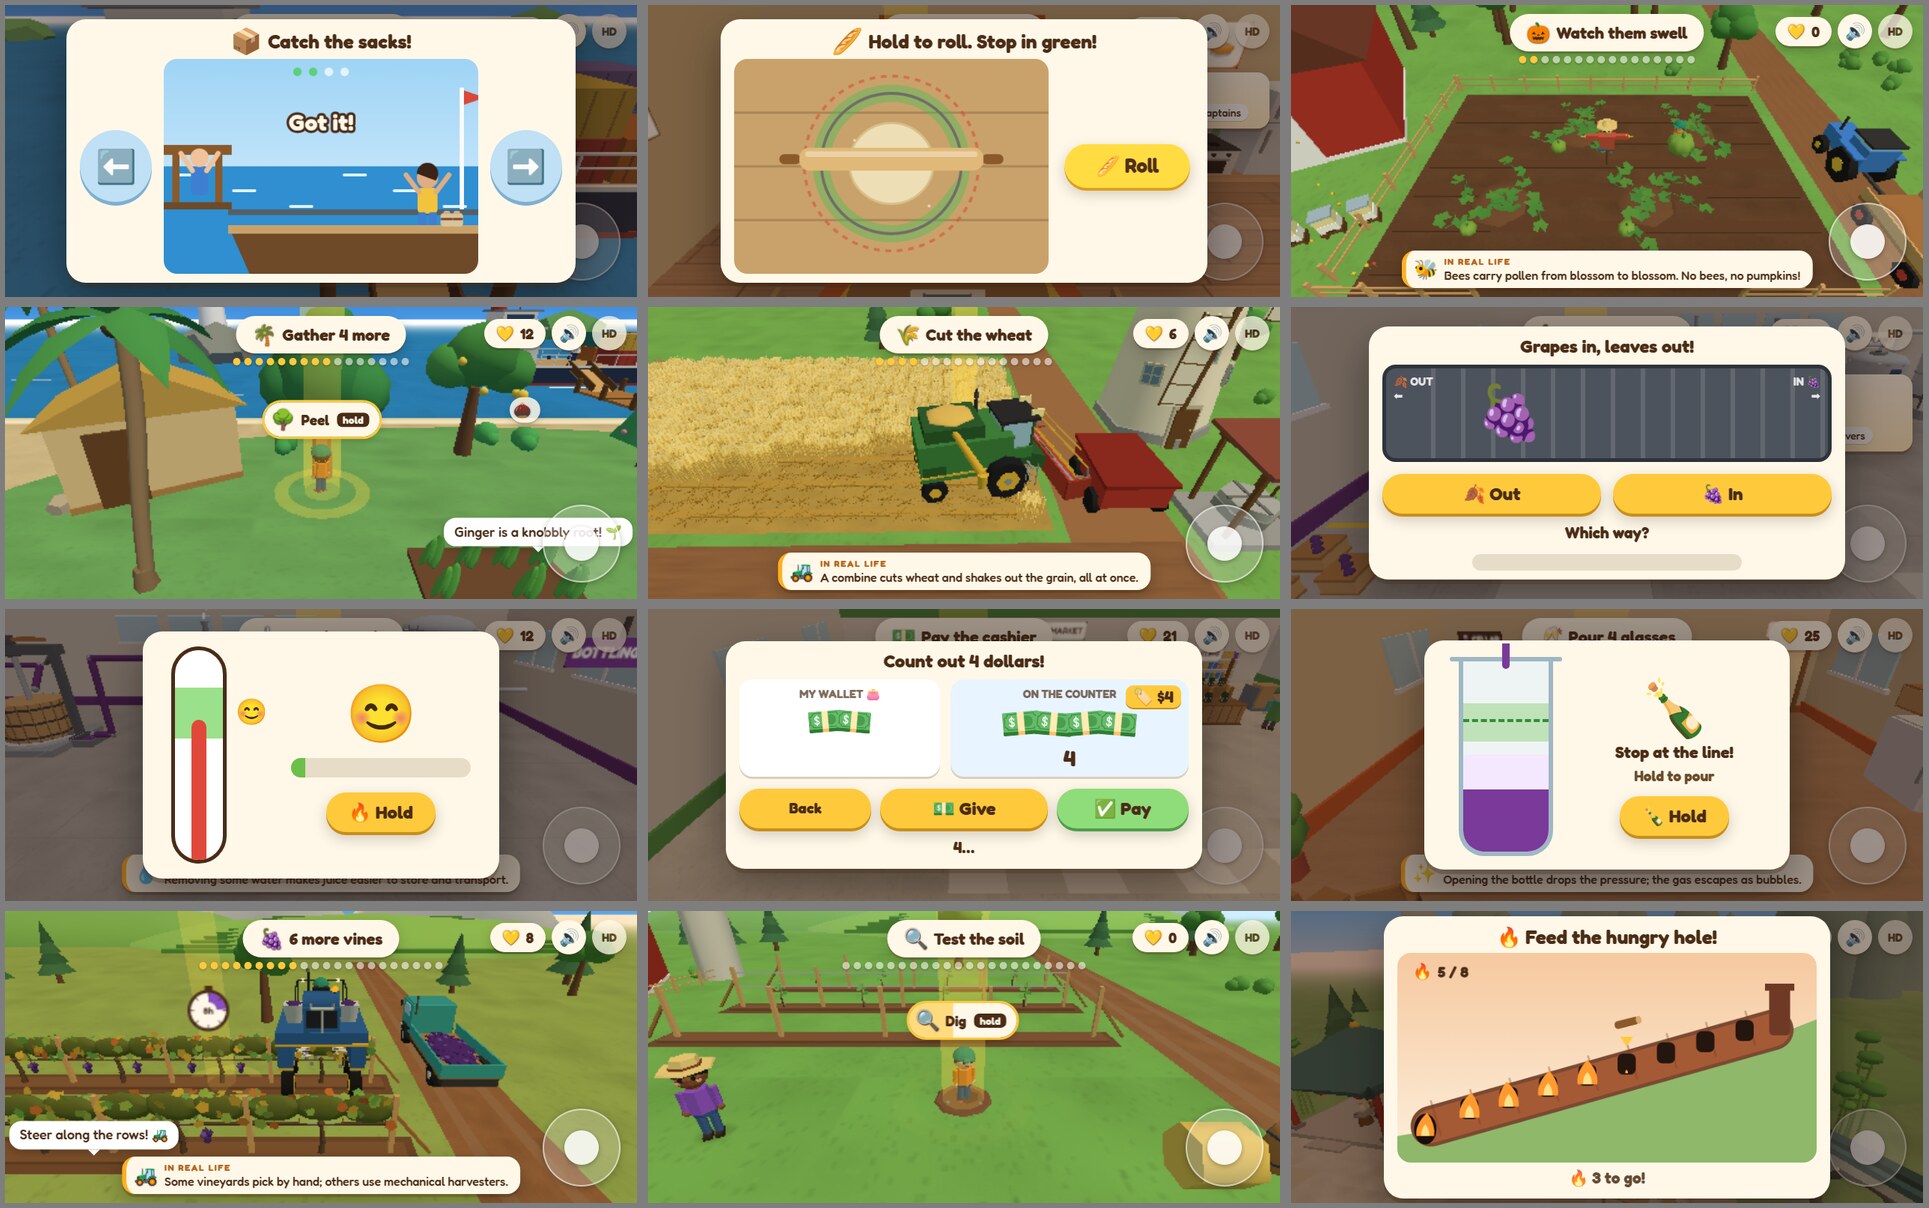 Catch the sacks!
HD
Got it!
Hold to roll. Stop in green!
HD
aptains
Roll
Watch them swell
0
HD
IN REAL LIFE
Bees carry pollen from blossom to blossom. No bees, no pumpkins!
Gather 4 more
12
HD
Peel hold
Ginger is a knobbly root!
Cut the wheat
6
HD
IN REAL LIFE
A combine cuts wheat and shakes out the grain, all at once.
Grapes in, leaves out!
HD
OUT
IN
vers
Out
In
Which way?
12
HD
BOTTLING
Hold
Removing some water makes juice easier to store and transport.
Pay the cashier
MARKET
21
HD
Count out 4 dollars!
MY WALLET
ON THE COUNTER
$4
4
Back
Give
Pay
4...
Pour 4 glasses
25
HD
Stop at the line!
Hold to pour
Hold
Opening the bottle drops the pressure; the gas escapes as bubbles.
6 more vines
8
HD
8h
Steer along the rows!
IN REAL LIFE
Some vineyards pick by hand; others use mechanical harvesters.
Test the soil
0
HD
Dig hold
Feed the hungry hole!
HD
5 / 8
3 to go!